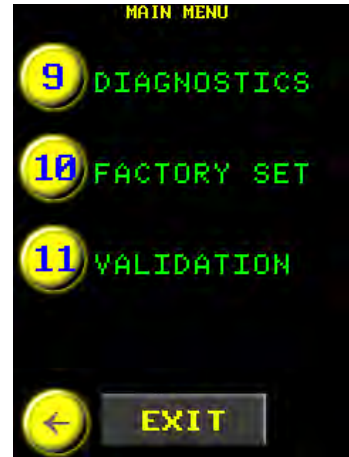 MAIN MENU
9 DIAGNOSTICS
10 FACTORY SET
11 VALIDATION
← EXIT